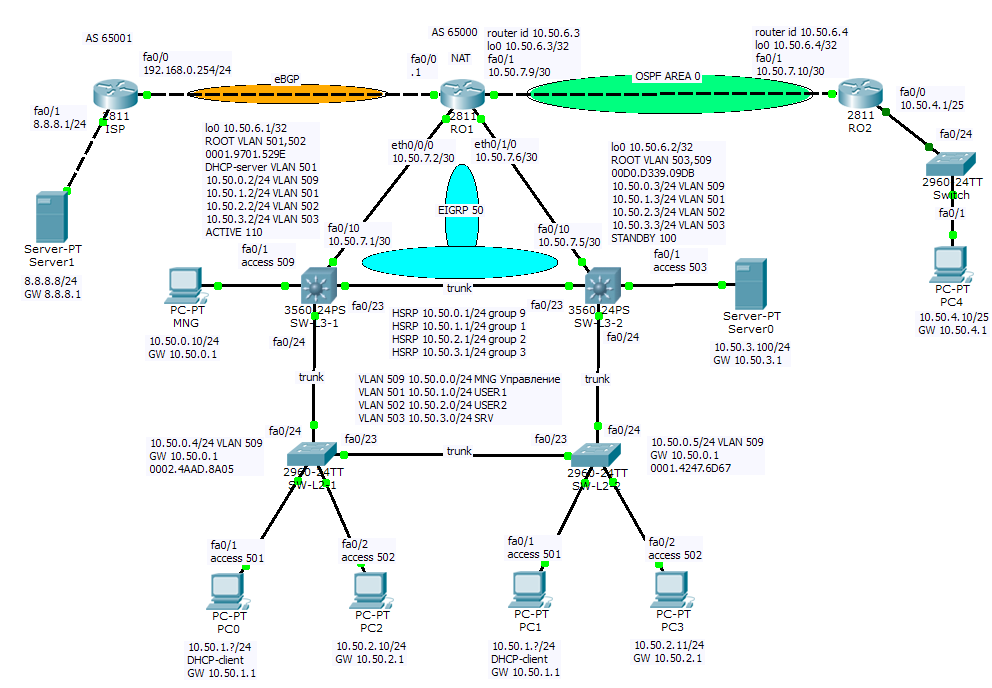 AS 65001
fa0/0
192.168.0.254/24
fa0/1
8.8.8.1/24
2811
ISP
eBGP
AS 65000
NAT
fa0/0
.1
router id 10.50.6.3
lo0 10.50.6.3/32
fa0/1
10.50.7.9/30
2811
RO1
OSPF AREA 0
router id 10.50.6.4
lo0 10.50.6.4/32
fa0/1
10.50.7.10/30
2811
RO2
fa0/0
10.50.4.1/25
fa0/24
2960-24TT
Switch
fa0/1
PC-PT
PC4
10.50.4.10/25
GW 10.50.4.1
Server-PT
Server1
8.8.8.8/24
GW 8.8.8.1
lo0 10.50.6.1/32
ROOT VLAN 501,502
0001.9701.529E
DHCP-server VLAN 501
10.50.0.2/24 VLAN 509
10.50.1.2/24 VLAN 501
10.50.2.2/24 VLAN 502
10.50.3.2/24 VLAN 503
ACTIVE 110
eth0/0/0
10.50.7.2/30
eth0/1/0
10.50.7.6/30
EIGRP 50
lo0 10.50.6.2/32
ROOT VLAN 503,509
00D0.D339.09DB
10.50.0.3/24 VLAN 509
10.50.1.3/24 VLAN 501
10.50.2.3/24 VLAN 502
10.50.3.3/24 VLAN 503
STANDBY 100
fa0/10
10.50.7.1/30
fa0/10
10.50.7.5/30
fa0/1
access 509
fa0/1
access 503
PC-PT
MNG
10.50.0.10/24
GW 10.50.0.1
3560-24PS
SW-L3-1
fa0/23
fa0/24
trunk
3560-24PS
SW-L3-2
fa0/23
fa0/24
Server-PT
Server0
10.50.3.100/24
GW 10.50.3.1
HSRP 10.50.0.1/24 group 9
HSRP 10.50.1.1/24 group 1
HSRP 10.50.2.1/24 group 2
HSRP 10.50.3.1/24 group 3
trunk
trunk
VLAN 509 10.50.0.0/24 MNG Управление
VLAN 501 10.50.1.0/24 USER1
VLAN 502 10.50.2.0/24 USER2
VLAN 503 10.50.3.0/24 SRV
10.50.0.4/24 VLAN 509
GW 10.50.0.1
0002.4AAD.8A05
fa0/24
fa0/23
2960-24TT
SW-L2-1
trunk
fa0/23
fa0/24
2960-24TT
SW-L2-2
10.50.0.5/24 VLAN 509
GW 10.50.0.1
0001.4247.6D67
fa0/1
access 501
fa0/2
access 502
fa0/1
access 501
fa0/2
access 502
PC-PT
PC0
10.50.1.?/24
DHCP-client
GW 10.50.1.1
PC-PT
PC2
10.50.2.10/24
GW 10.50.2.1
PC-PT
PC1
10.50.1.?/24
DHCP-client
GW 10.50.1.1
PC-PT
PC3
10.50.2.11/24
GW 10.50.2.1